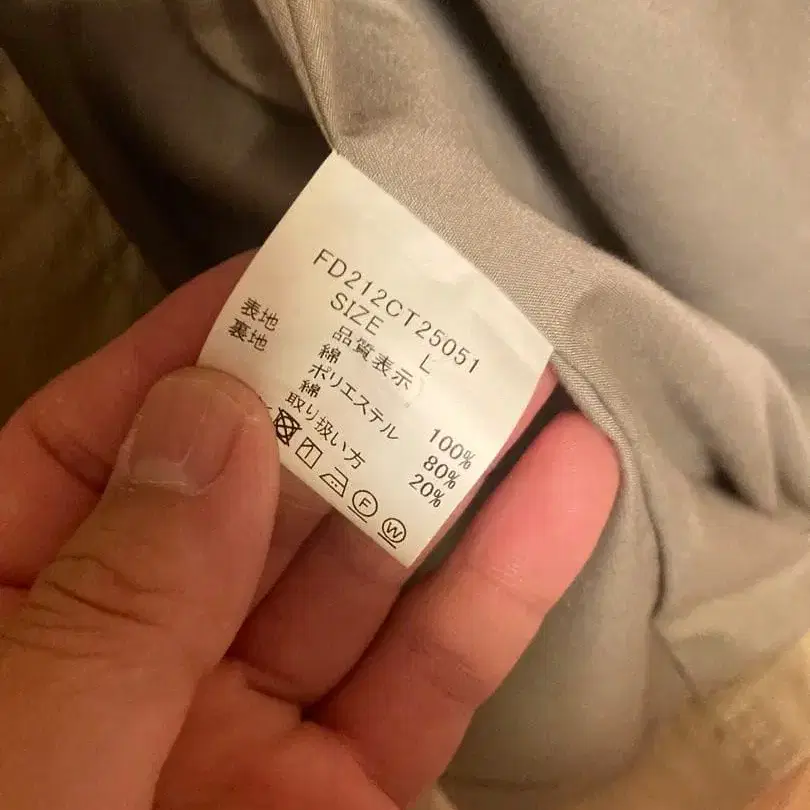 FD212CT25051
SIZE L
品質表示
表地 綿 100%
裏地 ポリエステル 80%
綿 20%
取り扱い方
F W